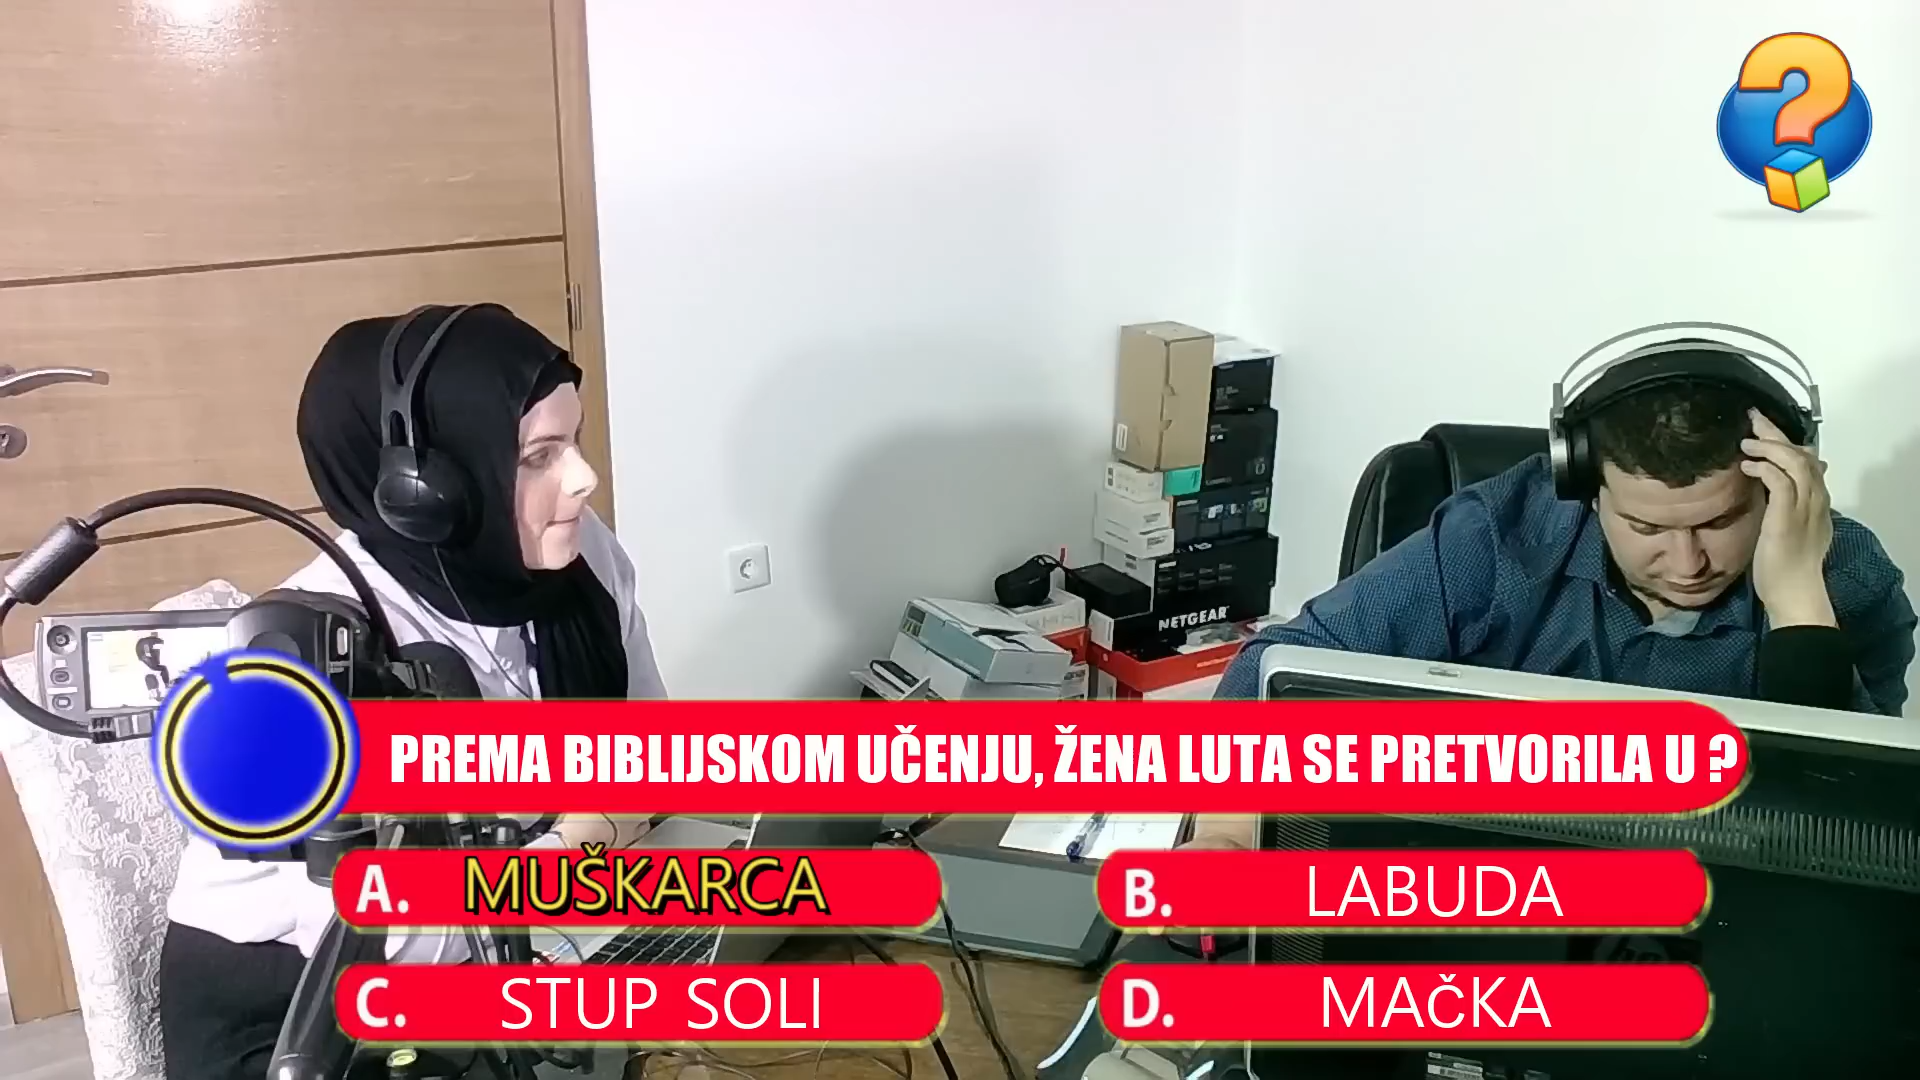 NETGEAR
PREMA BIBLIJSKOM UČENJU, ŽENA LUTA SE PRETVORILA U ?
A. MUŠKARCA
B. LABUDA
C. STUP SOLI
D. MAČKA